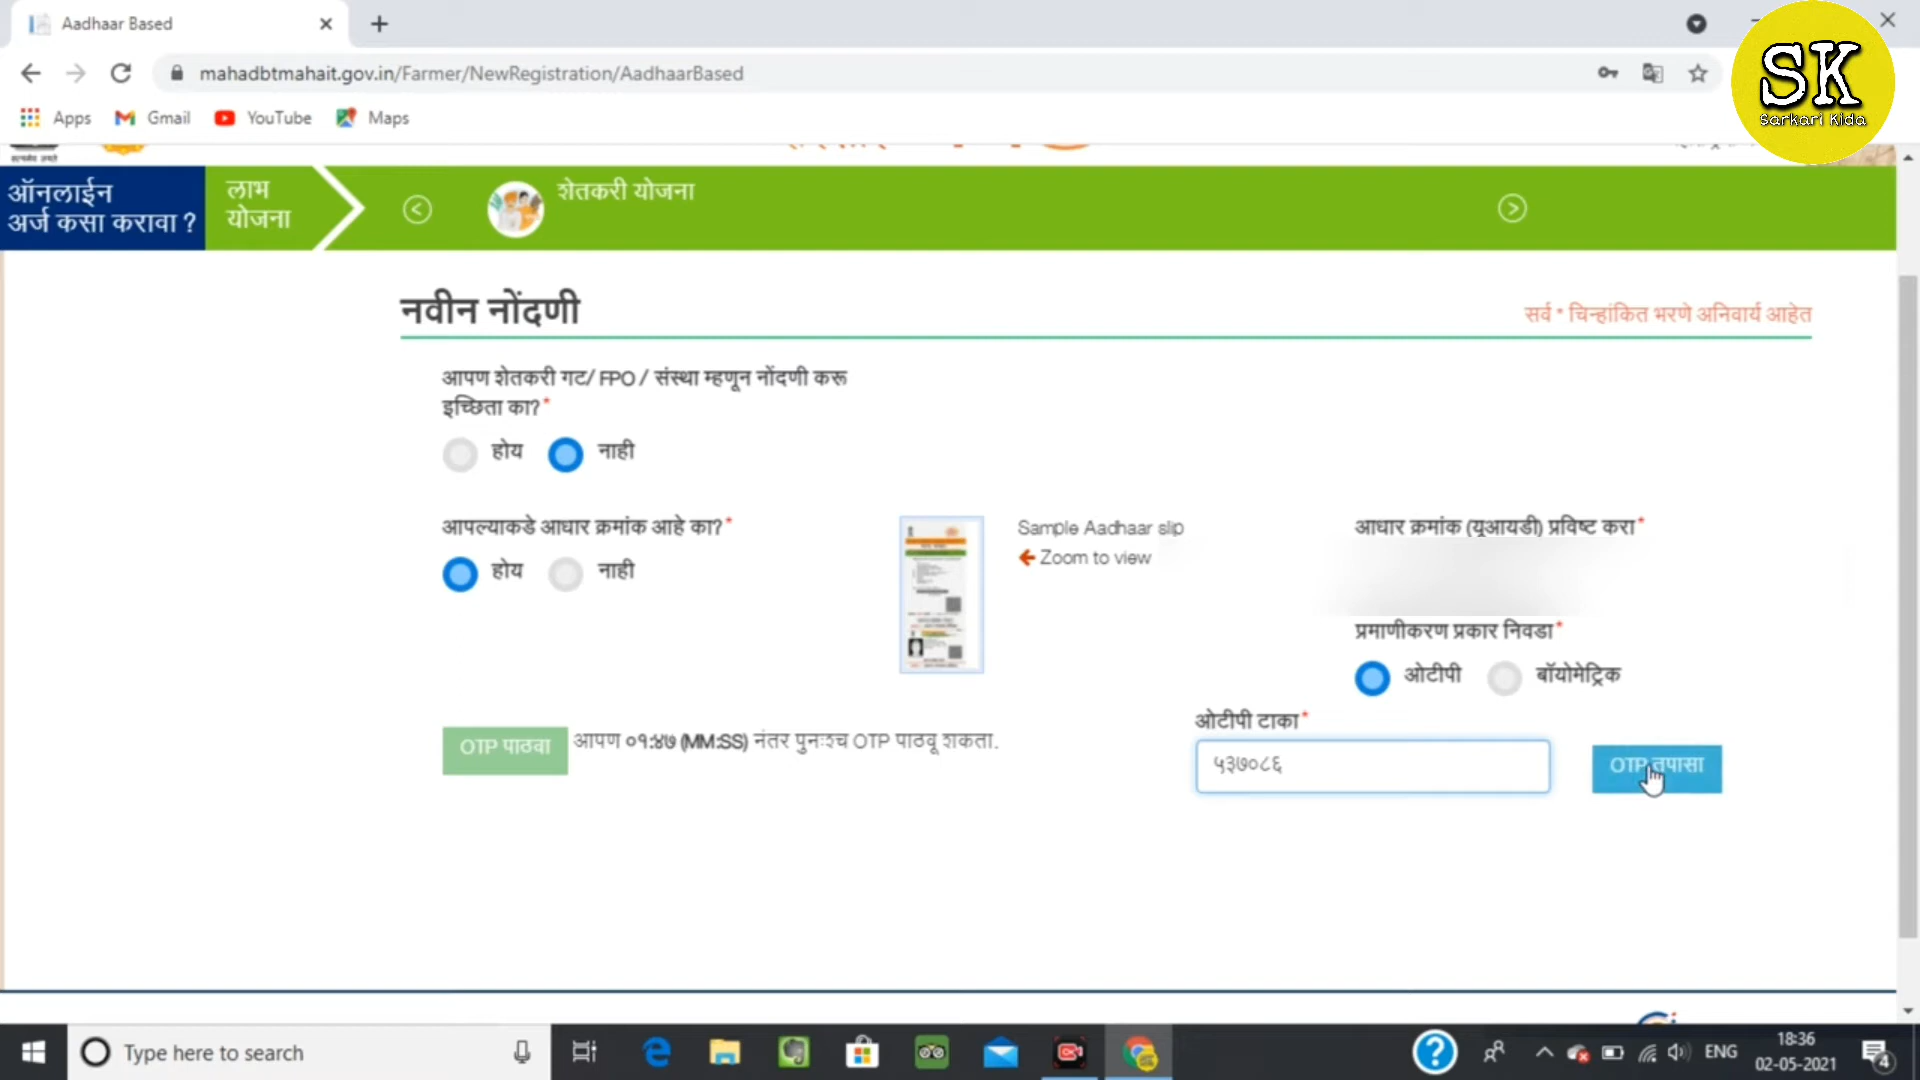 Aadhaar Based
mahadbtmahait.gov.in/Farmer/NewRegistration/AadhaarBased
Apps Gmail YouTube Maps
SK
Sarkari Kida
ऑनलाईन
अर्ज कसा करावा ?
लाभ
योजना
शेतकरी योजना
नवीन नोंदणी
सर्व * चिन्हांकित भरणे अनिवार्य आहेत
आपण शेतकरी गट/ FPO / संस्था म्हणून नोंदणी करू
इच्छिता का?*
होय नाही
आपल्याकडे आधार क्रमांक आहे का?*
होय नाही
Sample Aadhaar slip
Zoom to view
आधार क्रमांक (यूआयडी) प्रविष्ट करा*
प्रमाणीकरण प्रकार निवडा*
ओटीपी बॉयोमेट्रिक
OTP पाठवा आपण ०१:४७ (MM:SS) नंतर पुनःश्च OTP पाठवू शकता.
ओटीपी टाका*
५३७०८६
OTP तपासा
Type here to search
ENG
18:36
02-05-2021
4